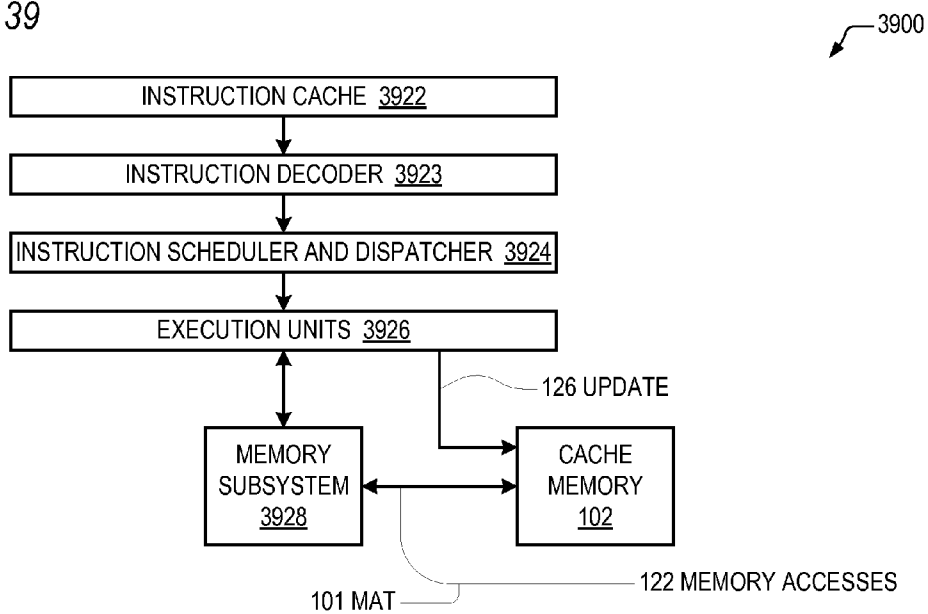 39
3900
INSTRUCTION CACHE 3922
INSTRUCTION DECODER 3923
INSTRUCTION SCHEDULER AND DISPATCHER 3924
EXECUTION UNITS 3926
126 UPDATE
MEMORY
SUBSYSTEM
3928
CACHE
MEMORY
102
122 MEMORY ACCESSES
101 MAT